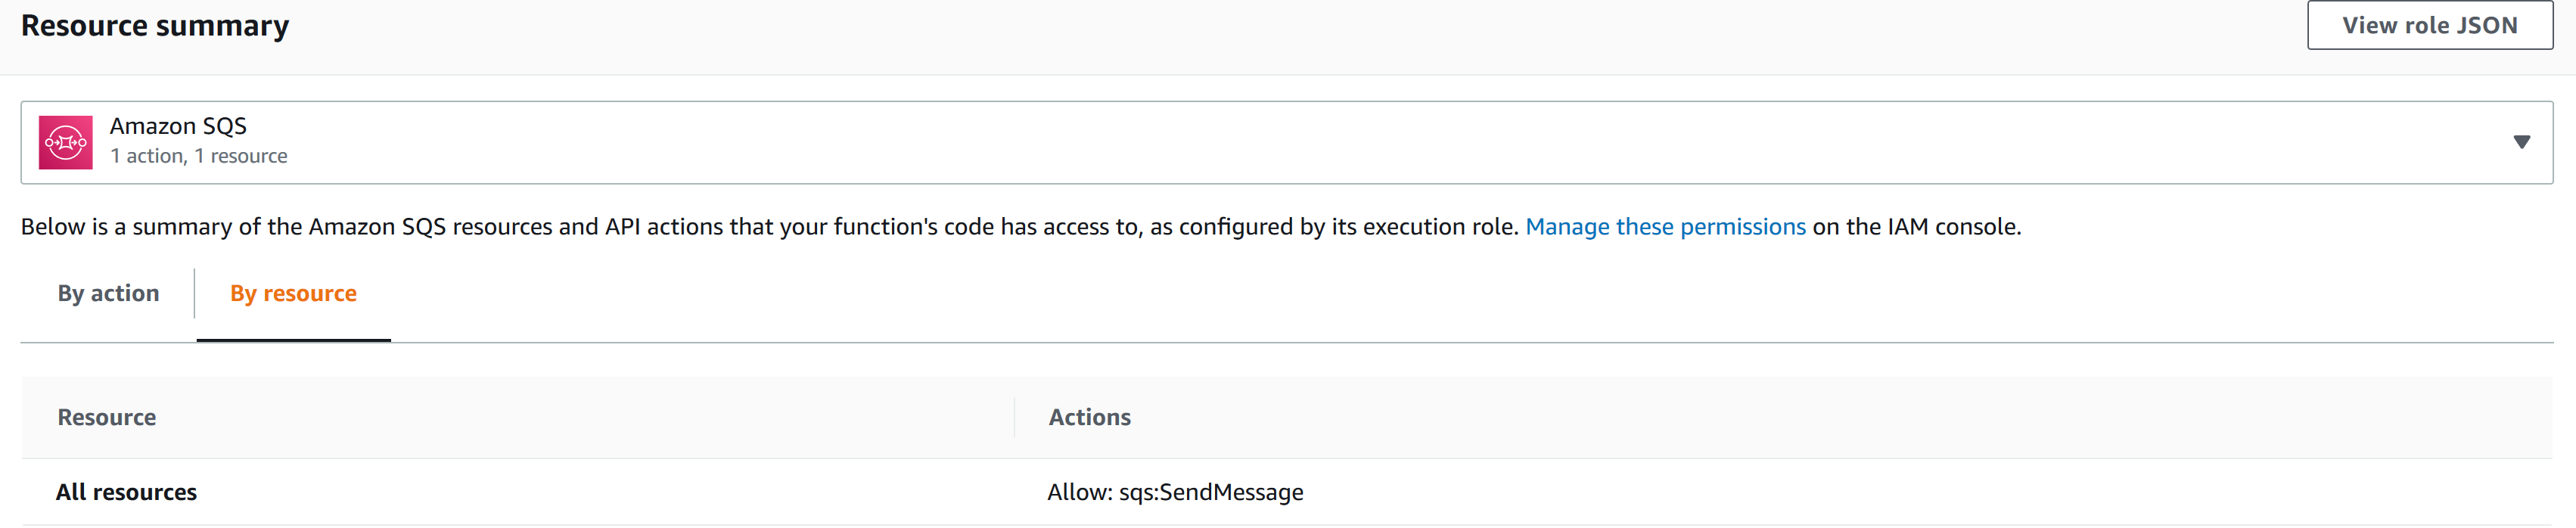 Resource summary
View role JSON
Amazon SQS
1 action, 1 resource
Below is a summary of the Amazon SQS resources and API actions that your function's code has access to, as configured by its execution role. Manage these permissions on the IAM console.
By action
By resource
Resource
Actions
All resources
Allow: sqs:SendMessage